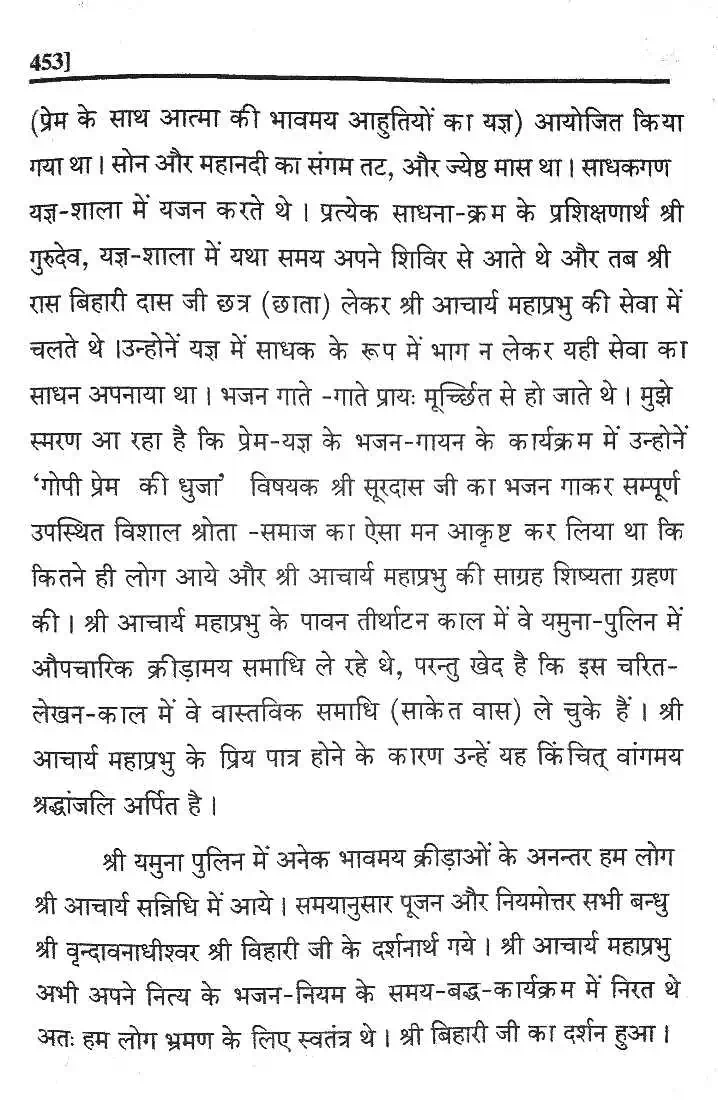 453]
(प्रेम के साथ आत्मा की भावमय आहुतियों का यज्ञ) आयोजित किया
गया था । सोन और महानदी का संगम तट, और ज्येष्ठ मास था । साधकगण
यज्ञ-शाला में यजन करते थे । प्रत्येक साधना-क्रम के प्रशिक्षणार्थ श्री
गुरुदेव, यज्ञ-शाला में यथा समय अपने शिविर से आते थे और तब श्री
रास बिहारी दास जी छत्र (छाता) लेकर श्री आचार्य महाप्रभु की सेवा में
चलते थे ।उन्होनें यज्ञ में साधक के रूप में भाग न लेकर यही सेवा का
साधन अपनाया था । भजन गाते -गाते प्रायः मूर्च्छित से हो जाते थे । मुझे
स्मरण आ रहा है कि प्रेम-यज्ञ के भजन-गायन के कार्यक्रम में उन्होनें
‘गोपी प्रेम की धुजा’ विषयक श्री सूरदास जी का भजन गाकर सम्पूर्ण
उपस्थित विशाल श्रोता -समाज का ऐसा मन आकृष्ट कर लिया था कि
कितने ही लोग आये और श्री आचार्य महाप्रभु की साग्रह शिष्यता ग्रहण
की । श्री आचार्य महाप्रभु के पावन तीर्थाटन काल में वे यमुना-पुलिन में
औपचारिक क्रीड़ामय समाधि ले रहे थे, परन्तु खेद है कि इस चरित-
लेखन-काल में वे वास्तविक समाधि (साकेत वास) ले चुके हैं । श्री
आचार्य महाप्रभु के प्रिय पात्र होने के कारण उन्हें यह किंचित् वांगमय
श्रद्धांजलि अर्पित है ।
श्री यमुना पुलिन में अनेक भावमय क्रीड़ाओं के अनन्तर हम लोग
श्री आचार्य सन्निधि में आये । समयानुसार पूजन और नियमोत्तर सभी बन्धु
श्री वृन्दावनाधीश्वर श्री विहारी जी के दर्शनार्थ गये । श्री आचार्य महाप्रभु
अभी अपने नित्य के भजन-नियम के समय-बद्ध-कार्यक्रम में निरत थे
अतः हम लोग भ्रमण के लिए स्वतंत्र थे । श्री बिहारी जी का दर्शन हुआ ।